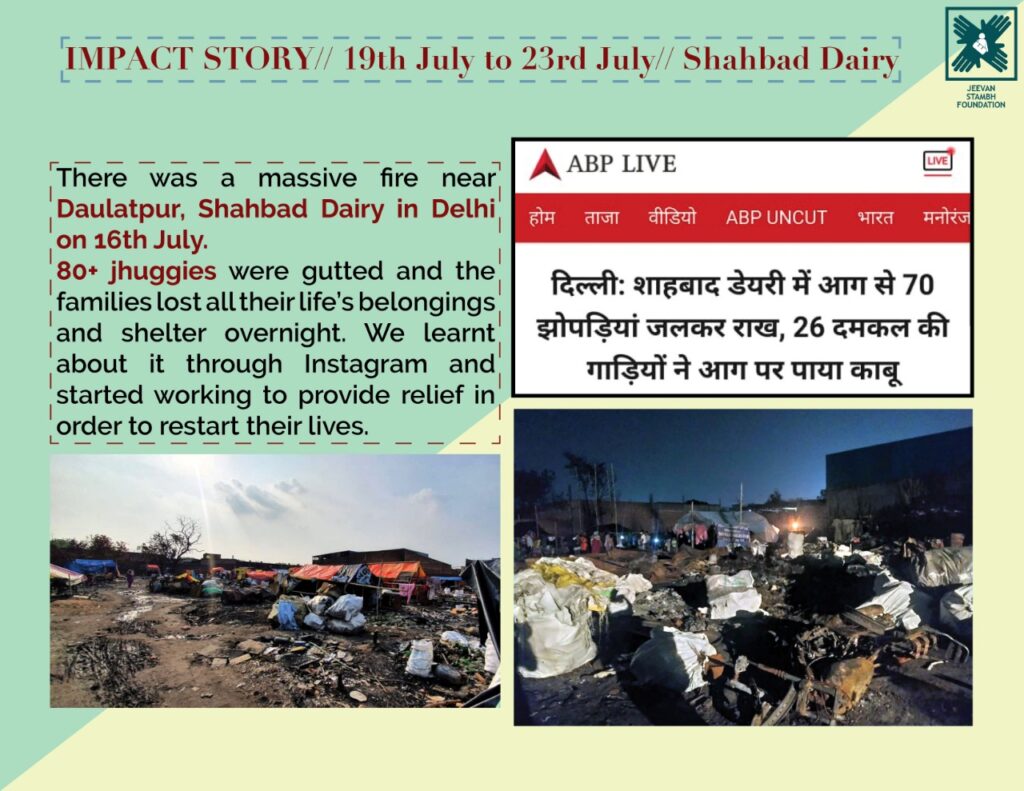 IMPACT STORY// 19th July to 23rd July// Shahbad Dairy
JEEVAN
STAMBH
FOUNDATION
There was a massive fire near
Daulatpur, Shahbad Dairy in Delhi
on 16th July.
80+ jhuggies were gutted and the
families lost all their life's belongings
and shelter overnight. We learnt
about it through Instagram and
started working to provide relief in
order to restart their lives.
ABP LIVE
LIVE
होम ताजा वीडियो ABP UNCUT भारत मनोरंज
दिल्ली: शाहबाद डेयरी में आग से 70
झोपड़ियां जलकर राख, 26 दमकल की
गाड़ियों ने आग पर पाया काबू